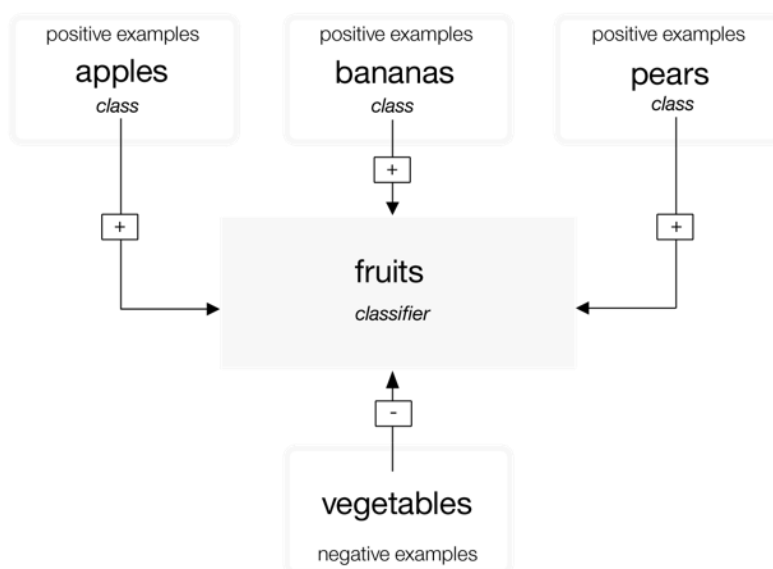 positive examples
apples
class
positive examples
bananas
class
positive examples
pears
class
+
+
+
fruits
classifier
-
vegetables
negative examples